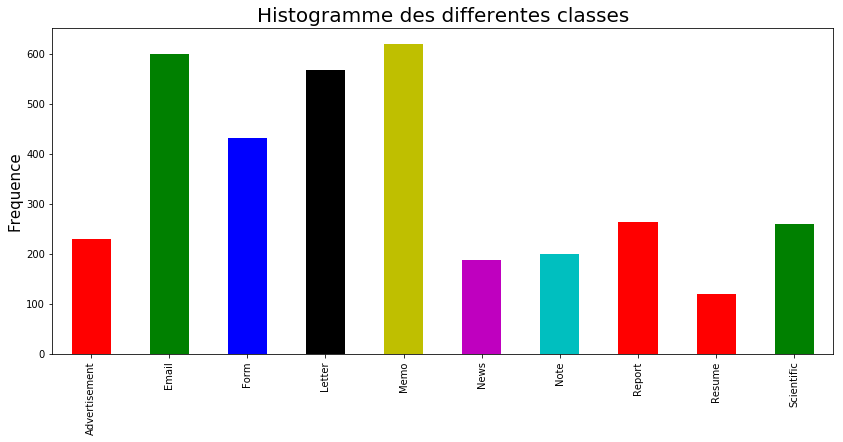 Histogramme des differentes classes
Frequence
600
500
400
300
200
100
0
Advertisement
Email
Form
Letter
Memo
News
Note
Report
Resume
Scientific